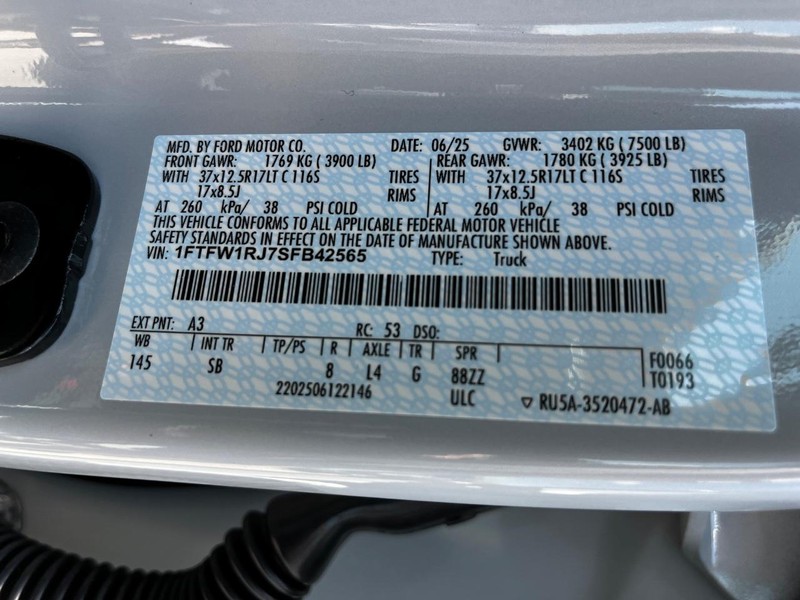 MFD. BY FORD MOTOR CO. DATE: 06/25 GVWR: 3402 KG (7500 LB)
FRONT GAWR: 1769 KG (3900 LB) REAR GAWR: 1780 KG (3925 LB)
WITH 37x12.5R17LT C 116S TIRES WITH 37x12.5R17LT C 116S TIRES
17x8.5J RIMS 17x8.5J RIMS
AT 260 kPa/ 38 PSI COLD AT 260 kPa/ 38 PSI COLD
THIS VEHICLE CONFORMS TO ALL APPLICABLE FEDERAL MOTOR VEHICLE
SAFETY STANDARDS IN EFFECT ON THE DATE OF MANUFACTURE SHOWN ABOVE.
VIN: 1FTFW1RJ7SFB42565 TYPE: Truck
EXT PNT: A3 RC: 53 DSO:
WB INT TR TP/PS R AXLE TR SPR F0066
145 SB 8 L4 G 88ZZ T0193
2202506122146 ULC ▽ RU5A-3520472-AB